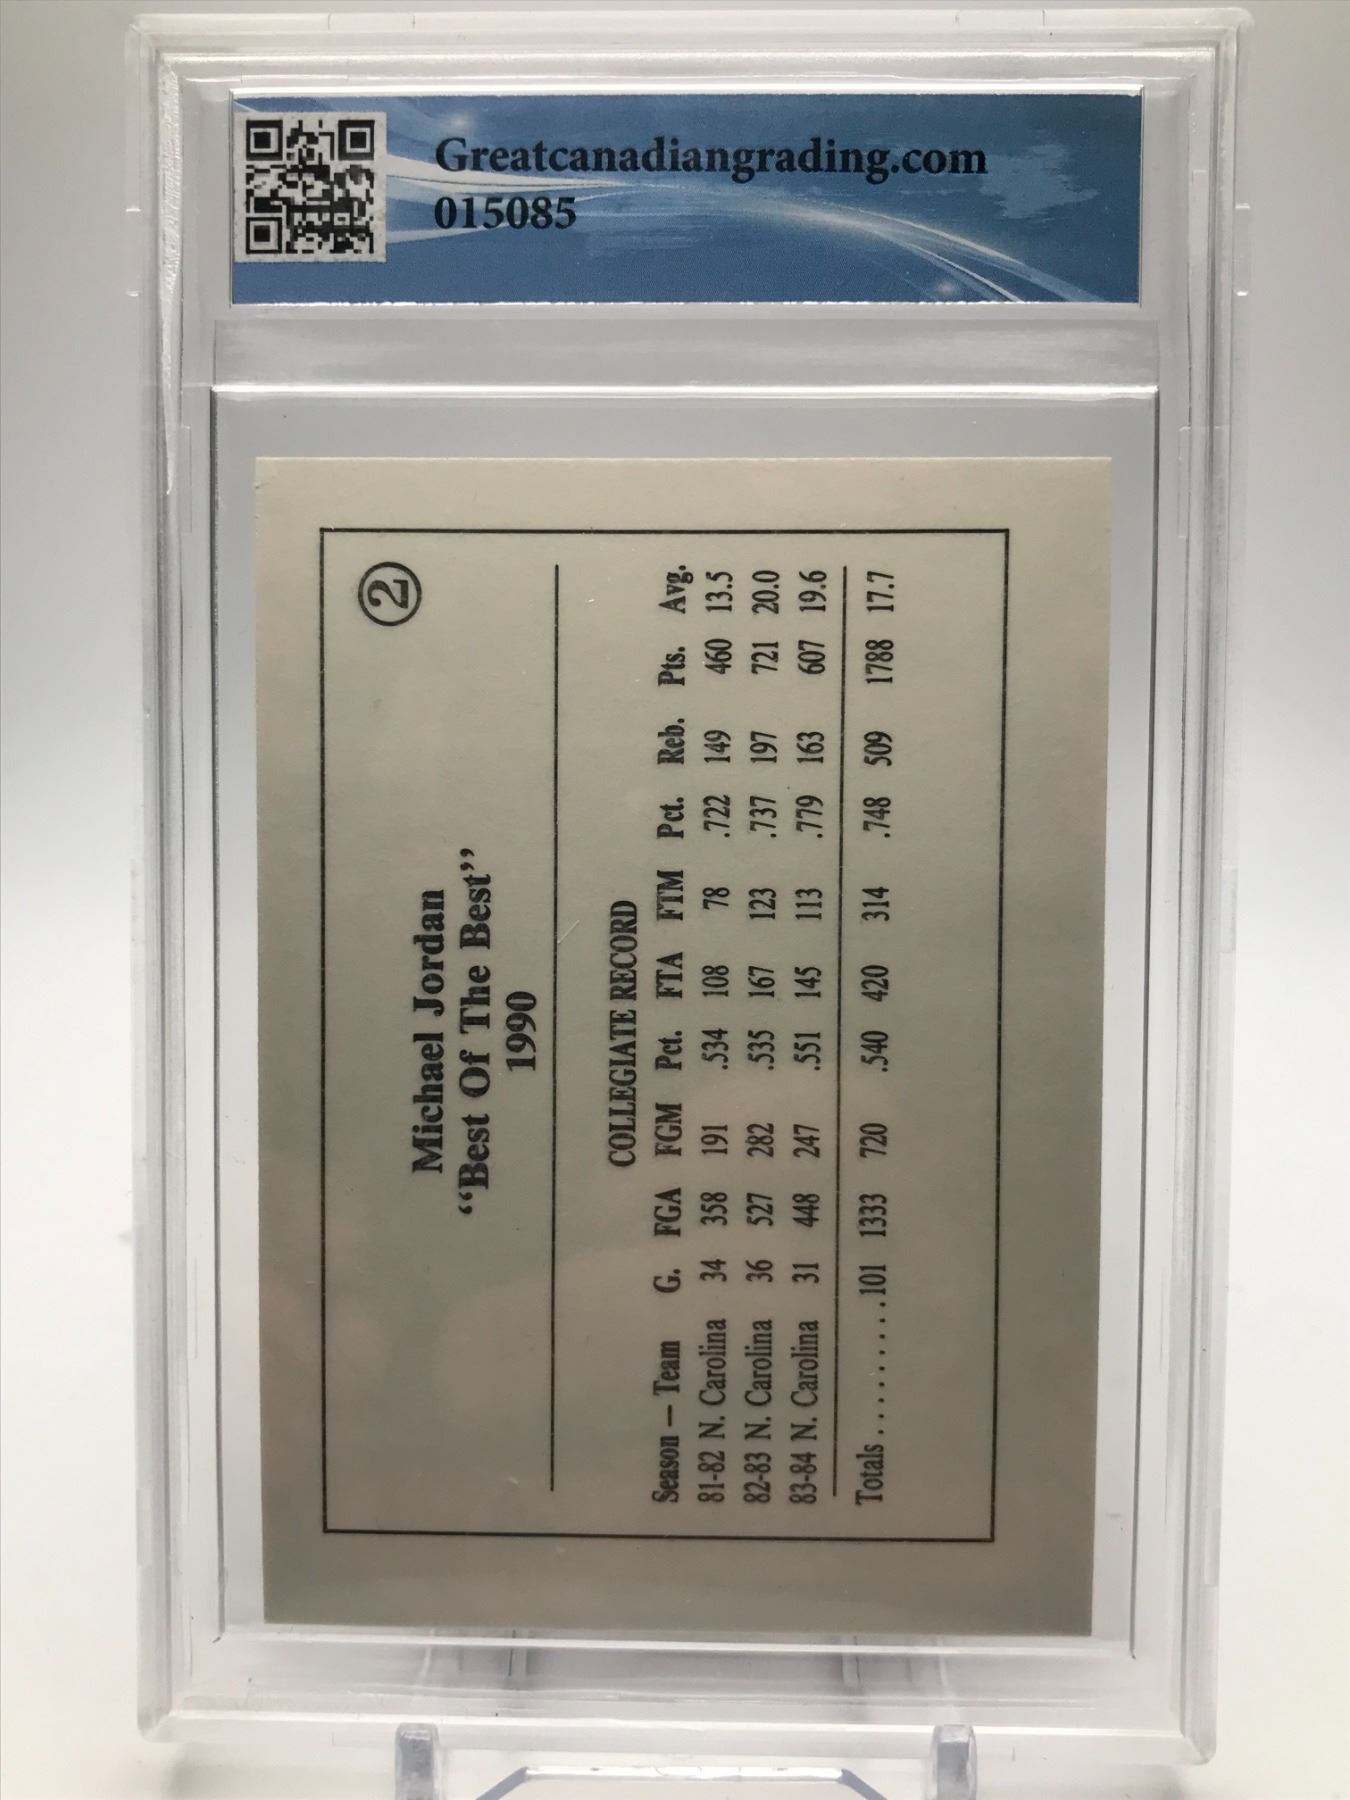 Greatcanadiangrading.com
015085
2
Michael Jordan
“Best Of The Best”
1990
COLLEGIATE RECORD
Season — Team G. FGA FGM Pct. FTA FTM Pct. Reb. Pts. Avg.
81-82 N. Carolina 34 358 191 .534 108 78 .722 149 460 13.5
82-83 N. Carolina 36 527 282 .535 167 123 .737 197 721 20.0
83-84 N. Carolina 31 448 247 .551 145 113 .779 163 607 19.6
Totals..........101 1333 720 .540 420 314 .748 509 1788 17.7